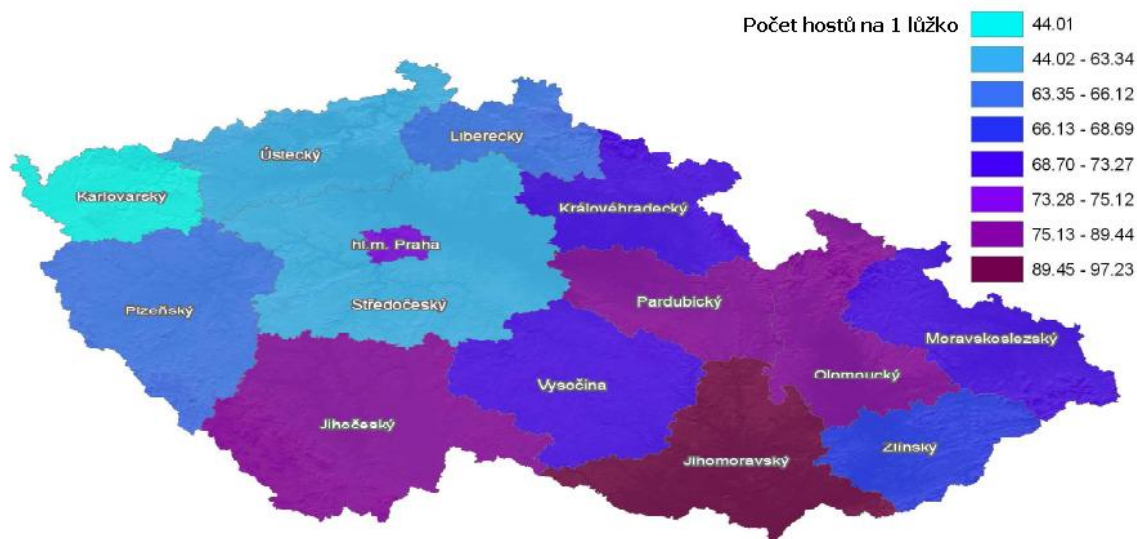 Počet hostů na 1 lůžko
44.01
44.02 - 63.34
63.35 - 66.12
66.13 - 68.69
68.70 - 73.27
73.28 - 75.12
75.13 - 89.44
89.45 - 97.23
Liberecký
Ústecký
Karlovarský
Královéhradecký
hl.m. Praha
Středočeský
Pardubický
Plzeňský
Moravskoslezský
Olomoucký
Vysočina
Jihočeský
Zlínský
Jihomoravský